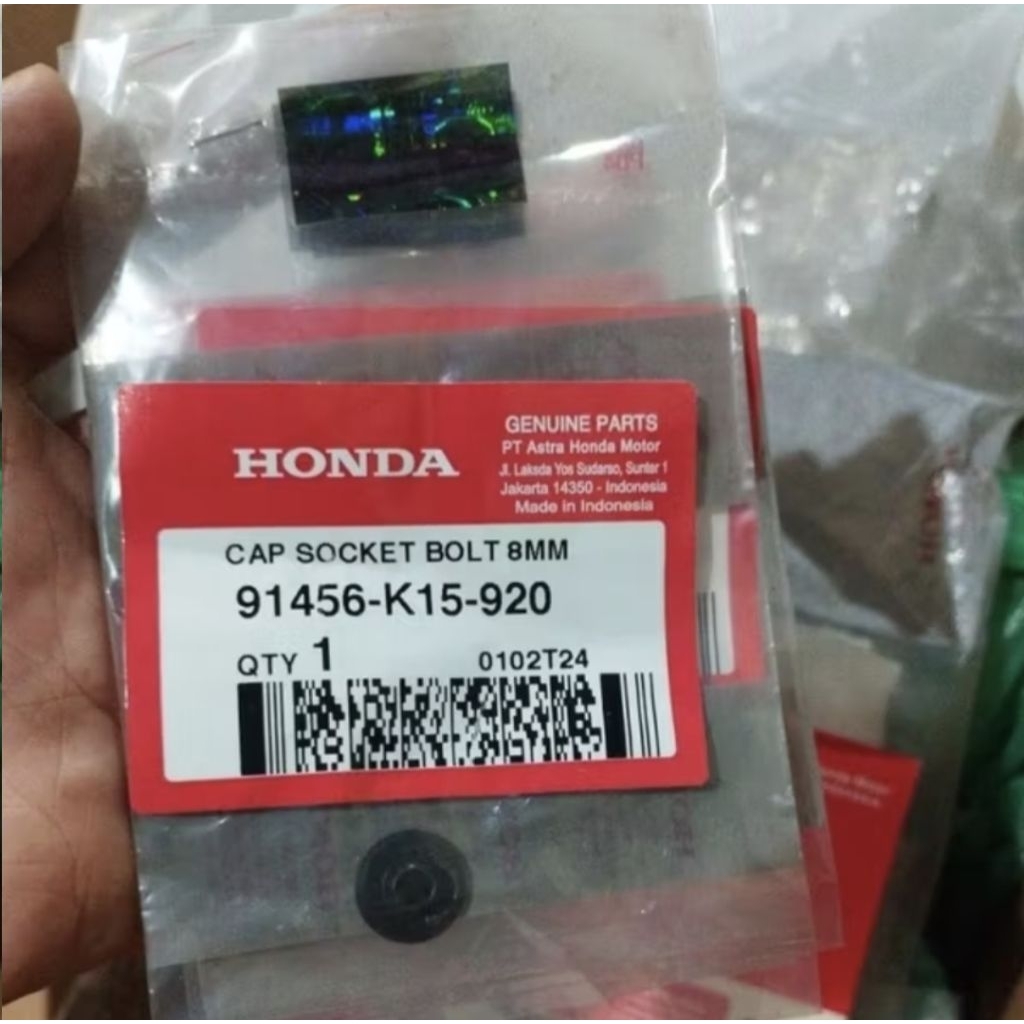 HONDA
GENUINE PARTS
PT Astra Honda Motor
Jl. Laksda Yos Sudarso, Sunter 1
Jakarta 14350 - Indonesia
Made in Indonesia
CAP SOCKET BOLT 8MM
91456-K15-920
QTY 1
0102T24